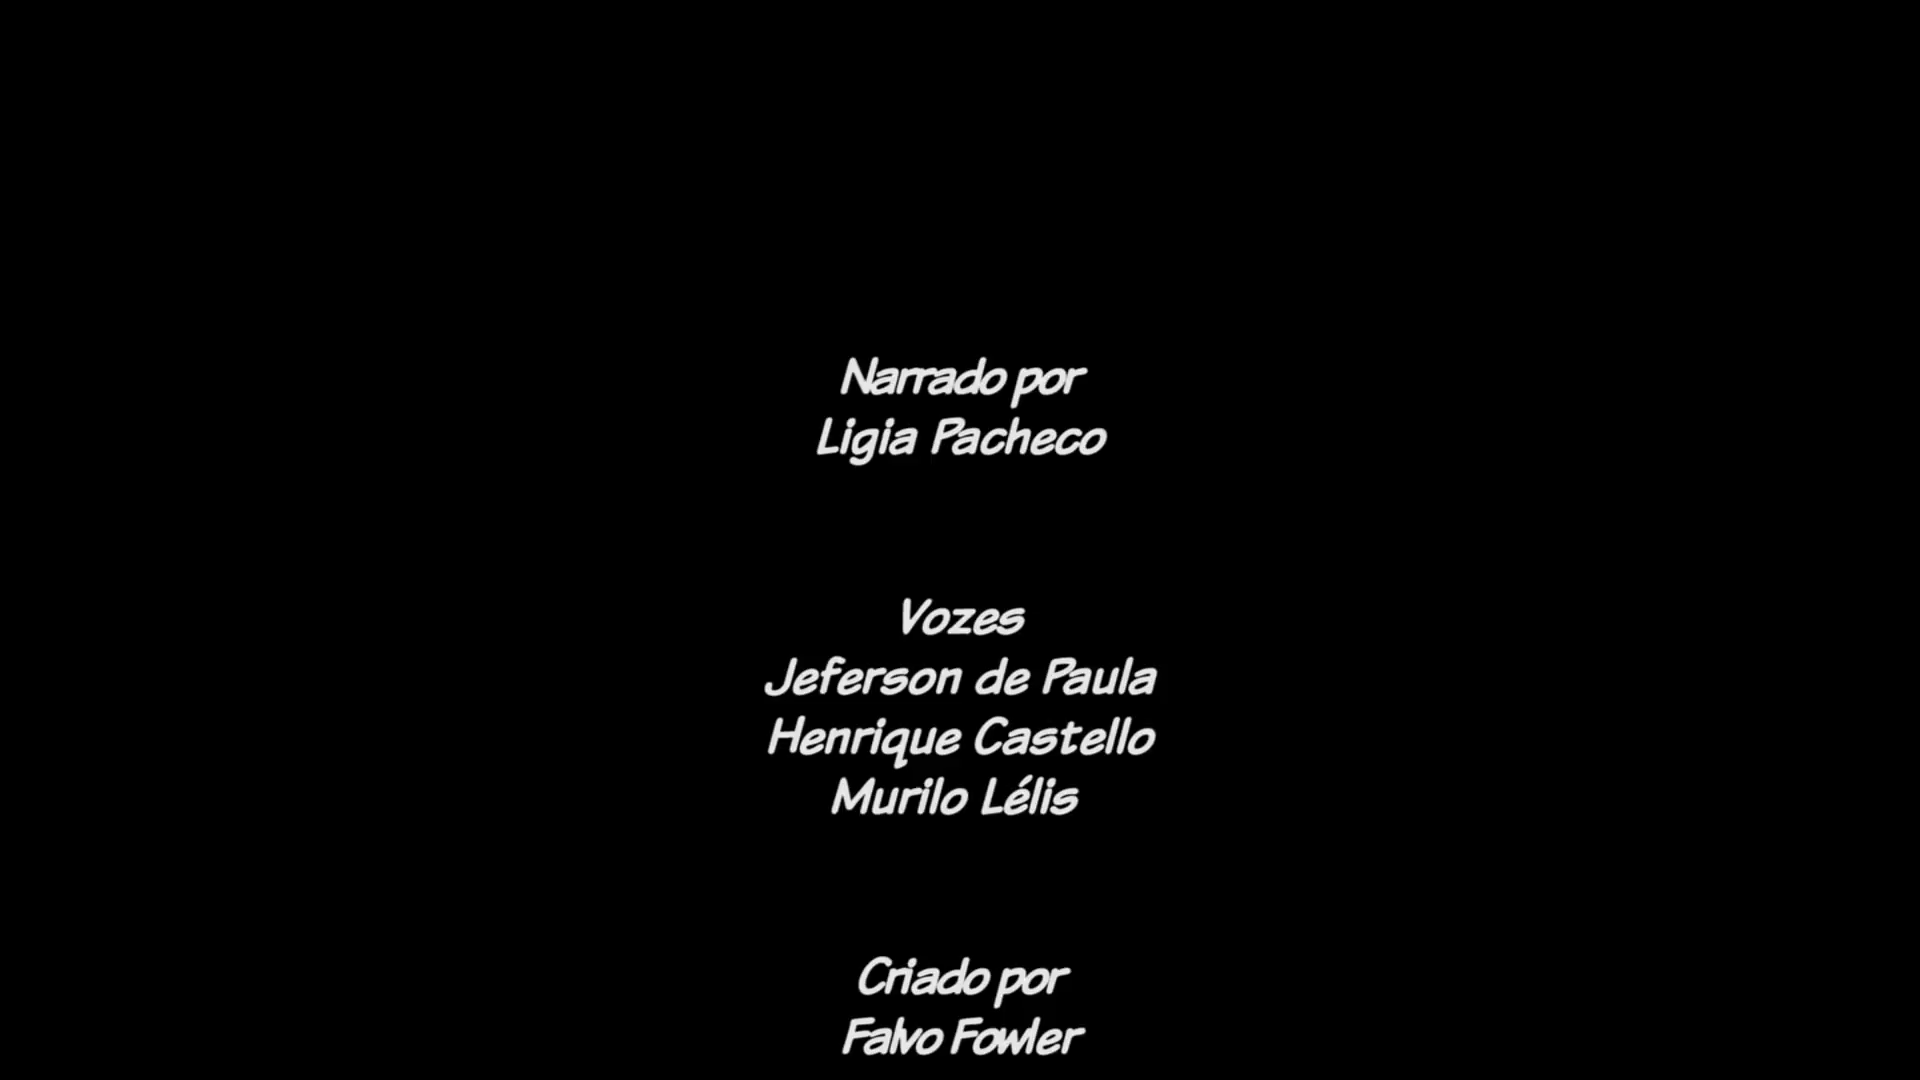 Narrado por
Ligia Pacheco
Vozes
Jeferson de Paula
Henrique Castello
Murilo Lélis
Criado por
Falvo Fowler